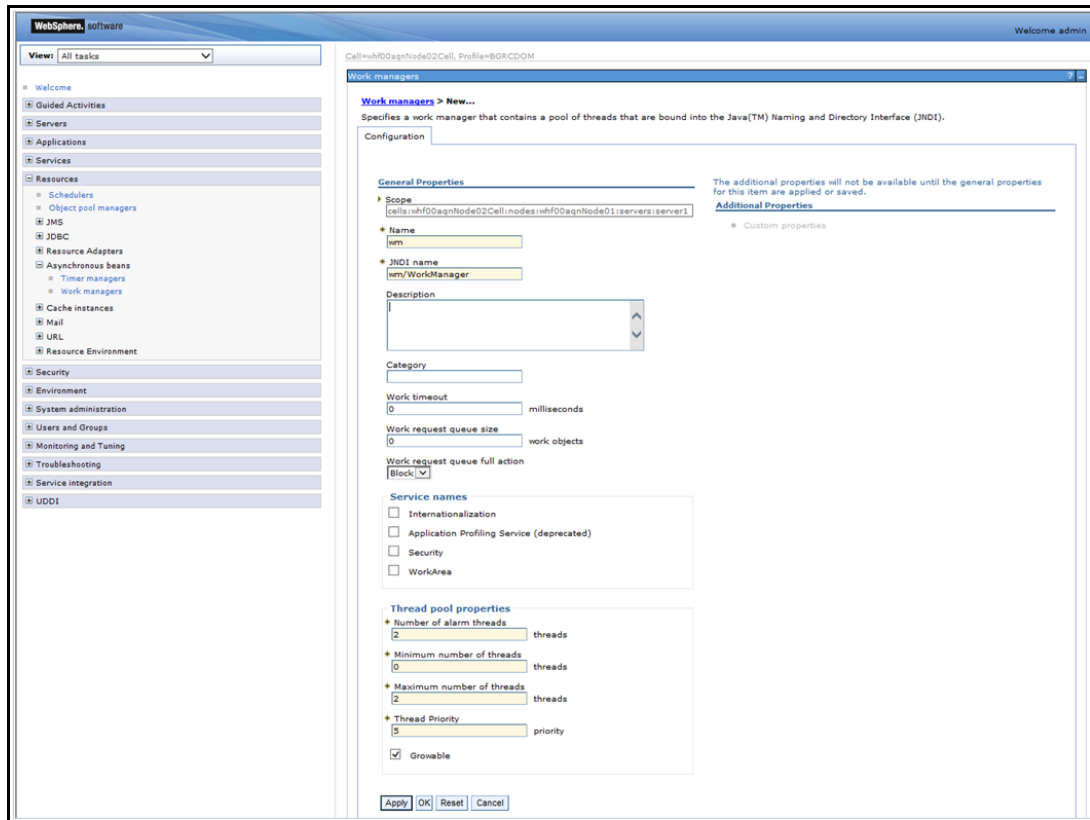 WebSphere. software
Welcome admin
View: All tasks
Cell=whf00aqnNode02Cell, Profile=BGRCDOM
Work managers
? –
Welcome
Guided Activities
Servers
Applications
Services
Resources
Schedulers
Object pool managers
JMS
JDBC
Resource Adapters
Asynchronous beans
Timer managers
Work managers
Cache instances
Mail
URL
Resource Environment
Security
Environment
System administration
Users and Groups
Monitoring and Tuning
Troubleshooting
Service integration
UDDI
Work managers > New...
Specifies a work manager that contains a pool of threads that are bound into the Java(TM) Naming and Directory Interface (JNDI).
Configuration
General Properties
Scope
cells:whf00aqnNode02Cell:nodes:whf00aqnNode01:servers:server1
Name
wm
JNDI name
wm/WorkManager
Description
Category
Work timeout
0 milliseconds
Work request queue size
0 work objects
Work request queue full action
Block
Service names
Internationalization
Application Profiling Service (deprecated)
Security
WorkArea
Thread pool properties
Number of alarm threads
2 threads
Minimum number of threads
0 threads
Maximum number of threads
2 threads
Thread Priority
5 priority
Growable
Apply OK Reset Cancel
The additional properties will not be available until the general properties
for this item are applied or saved.
Additional Properties
Custom properties